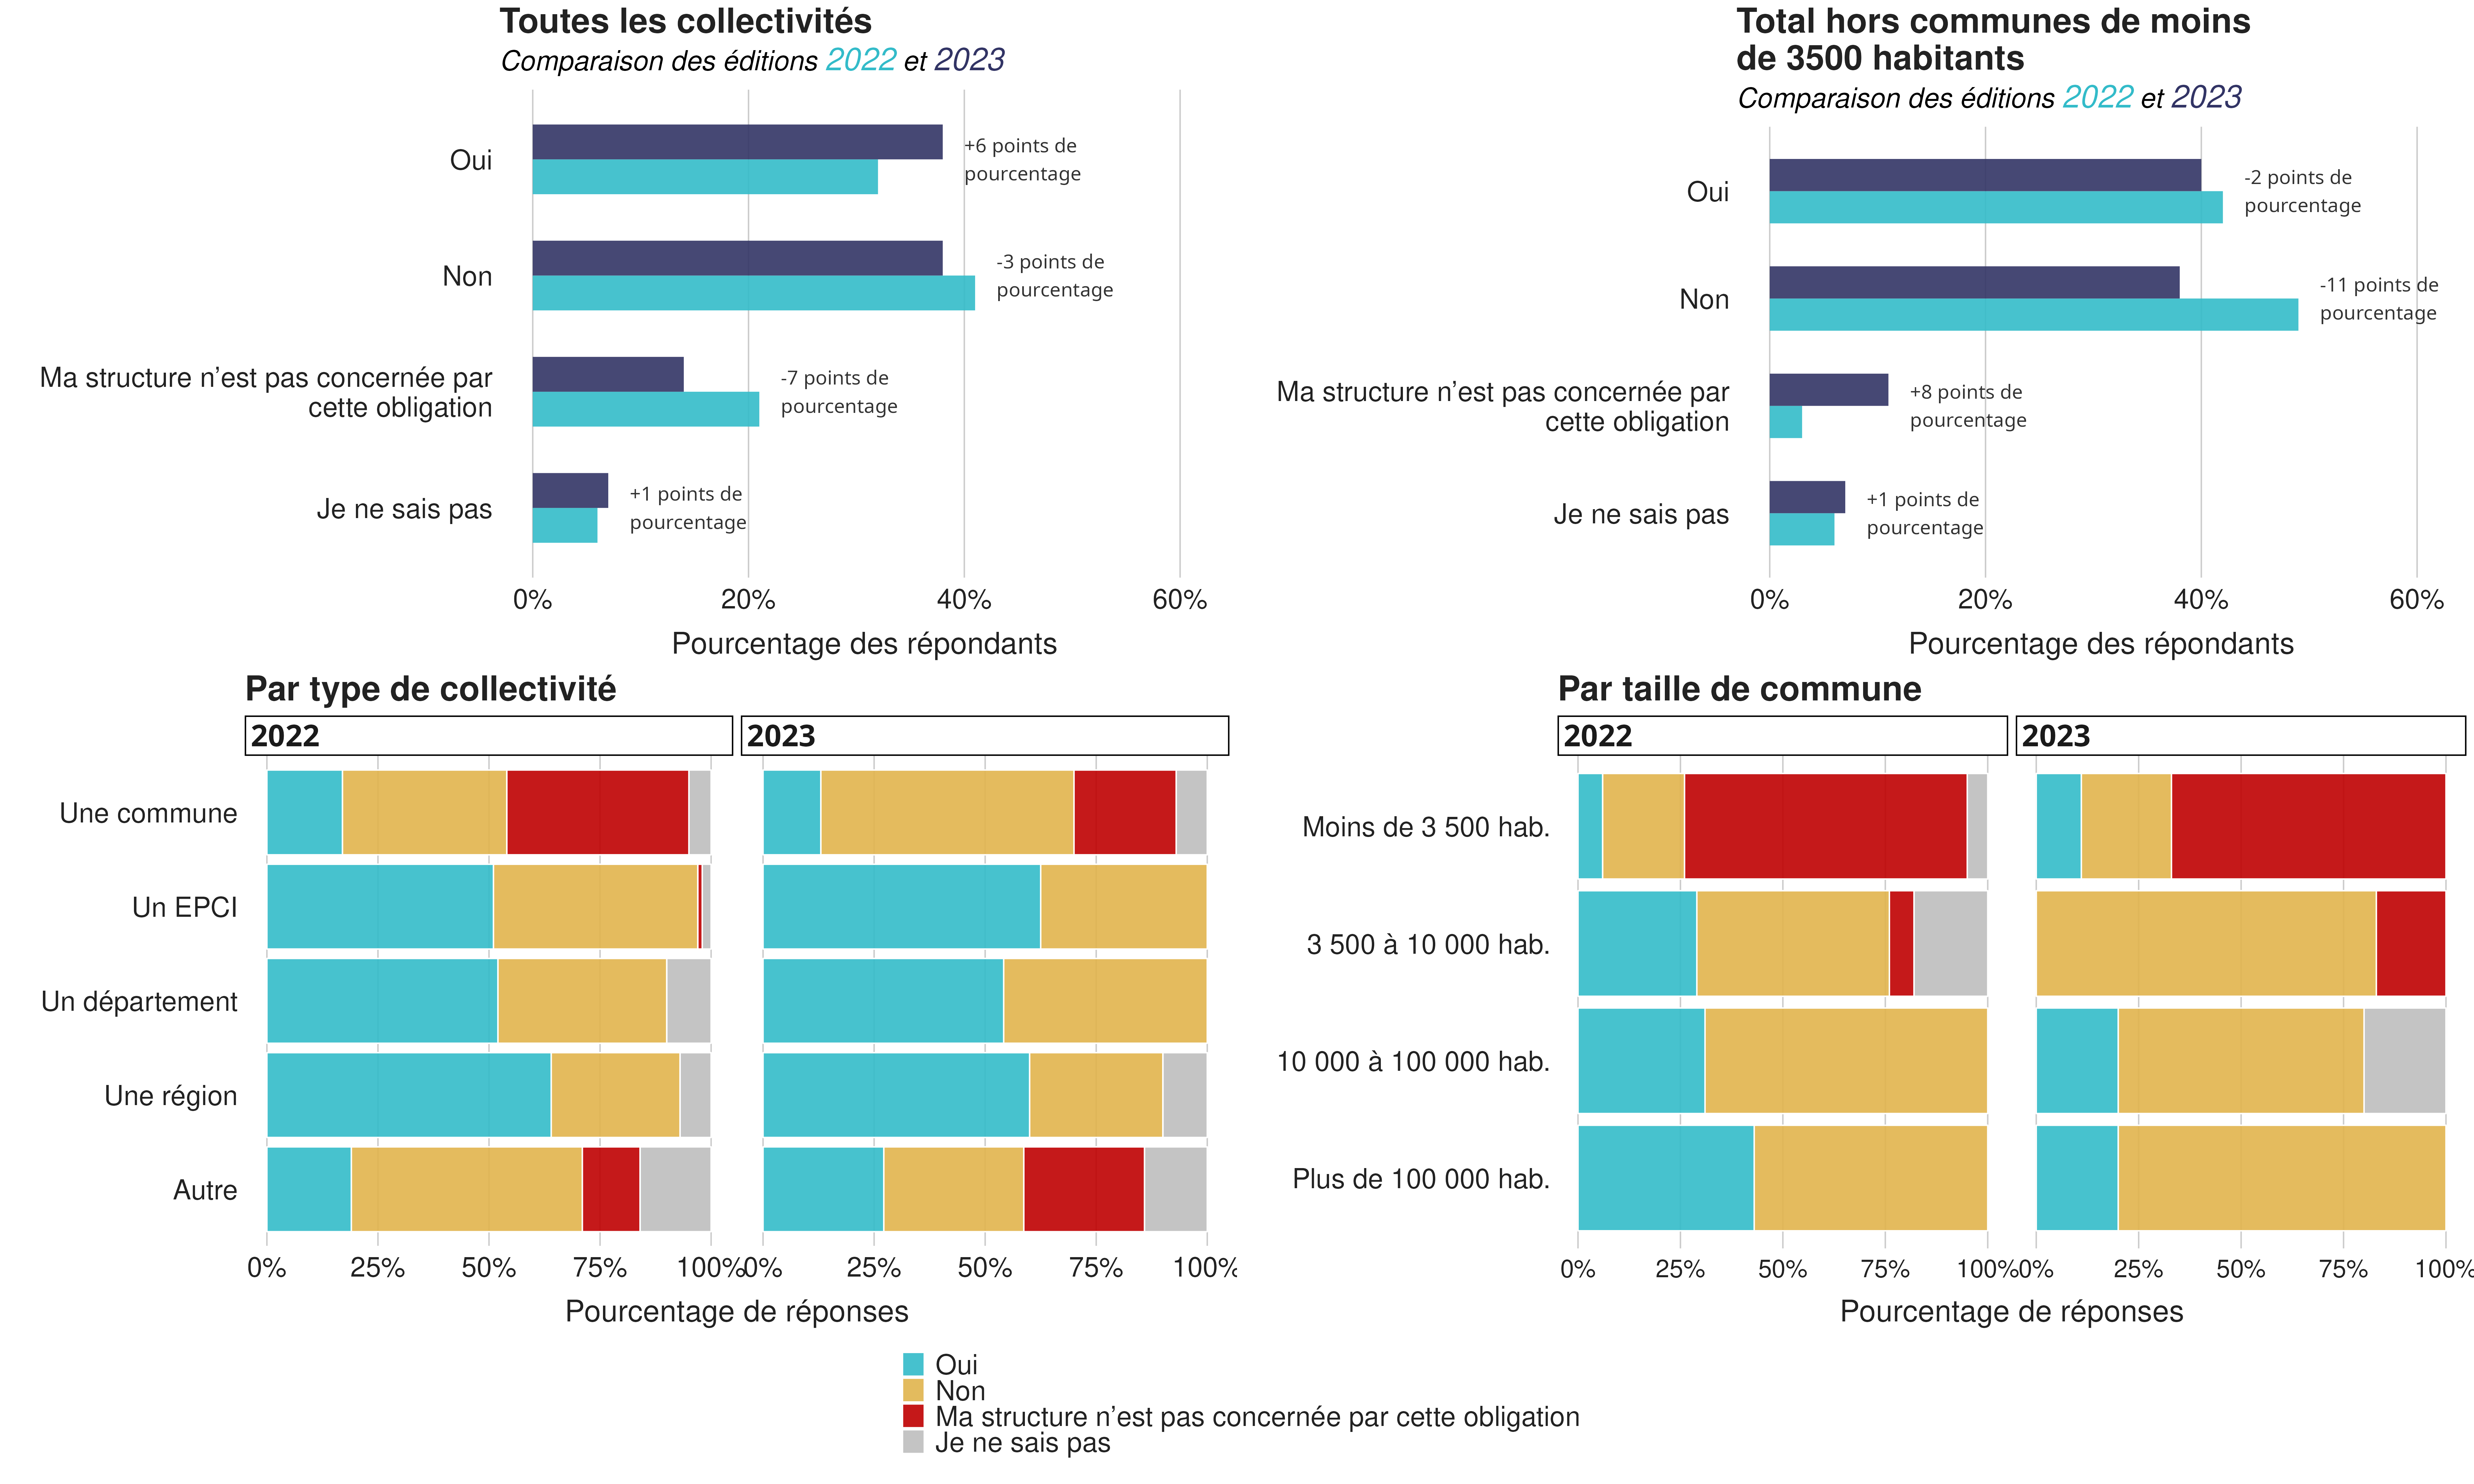 Toutes les collectivités
Comparaison des éditions 2022 et 2023
Oui
+6 points de
pourcentage
Non
-3 points de
pourcentage
Ma structure n’est pas concernée par
cette obligation
-7 points de
pourcentage
Je ne sais pas
+1 points de
pourcentage
0% 20% 40% 60%
Pourcentage des répondants
Total hors communes de moins
de 3500 habitants
Comparaison des éditions 2022 et 2023
Oui
-2 points de
pourcentage
Non
-11 points de
pourcentage
Ma structure n’est pas concernée par
cette obligation
+8 points de
pourcentage
Je ne sais pas
+1 points de
pourcentage
0% 20% 40% 60%
Pourcentage des répondants
Par type de collectivité
2022 2023
Une commune
Un EPCI
Un département
Une région
Autre
0% 25% 50% 75% 100% 0% 25% 50% 75% 100%
Pourcentage de réponses
Par taille de commune
2022 2023
Moins de 3 500 hab.
3 500 à 10 000 hab.
10 000 à 100 000 hab.
Plus de 100 000 hab.
0% 25% 50% 75% 100% 0% 25% 50% 75% 100%
Pourcentage de réponses
Oui
Non
Ma structure n’est pas concernée par cette obligation
Je ne sais pas